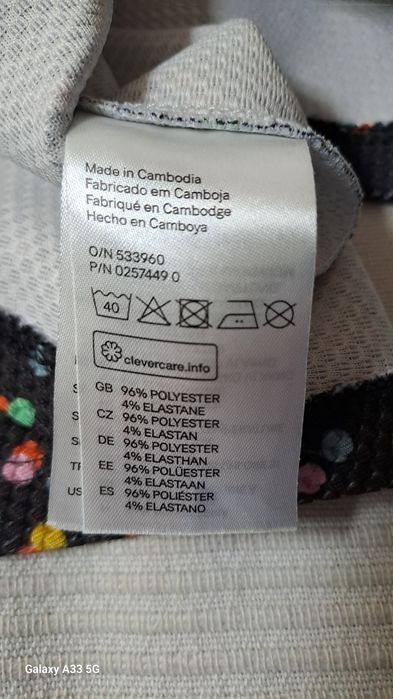 Made in Cambodia
Fabricado em Camboja
Fabriqué en Cambodge
Hecho en Camboya
O/N 533960
P/N 0257449 0
40
clevercare.info
GB 96% POLYESTER
4% ELASTANE
CZ 96% POLYESTER
4% ELASTAN
DE 96% POLYESTER
4% ELASTHAN
EE 96% POLÜESTER
4% ELASTAAN
ES 96% POLIÉSTER
4% ELASTANO
US
Galaxy A33 5G